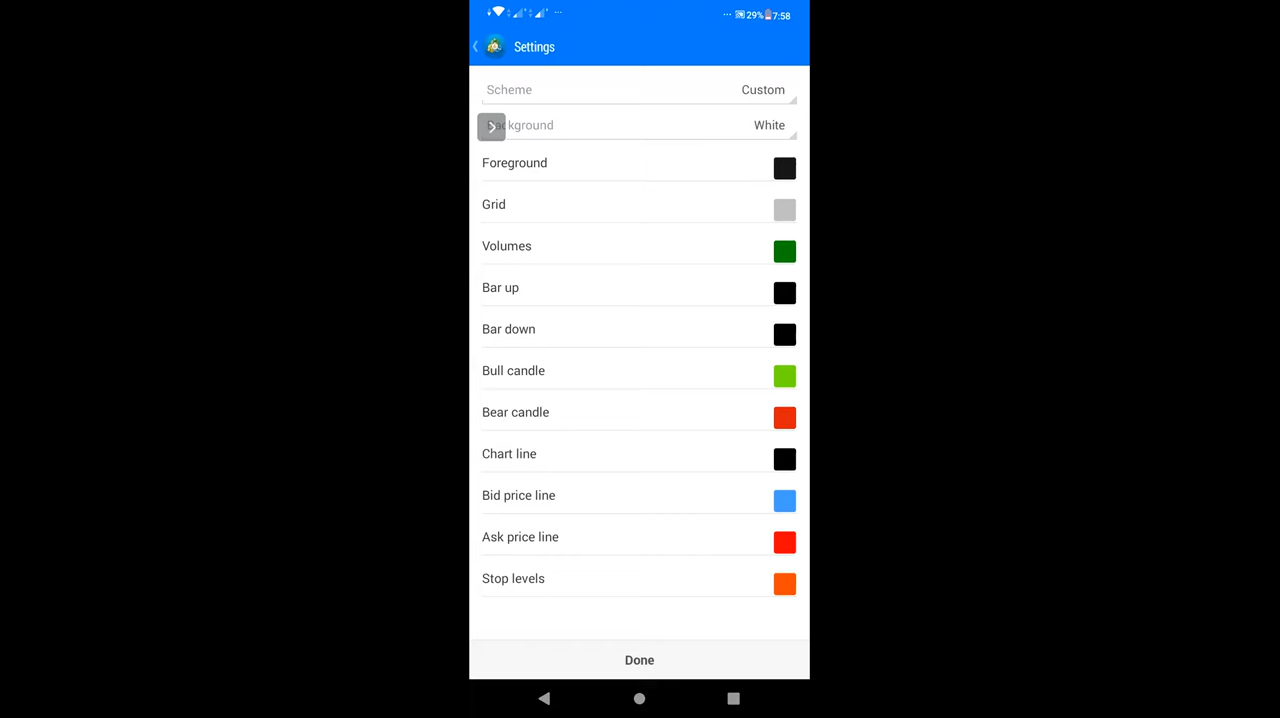 ... 29% 7:58
Settings
Scheme Custom
Background White
Foreground
Grid
Volumes
Bar up
Bar down
Bull candle
Bear candle
Chart line
Bid price line
Ask price line
Stop levels
Done